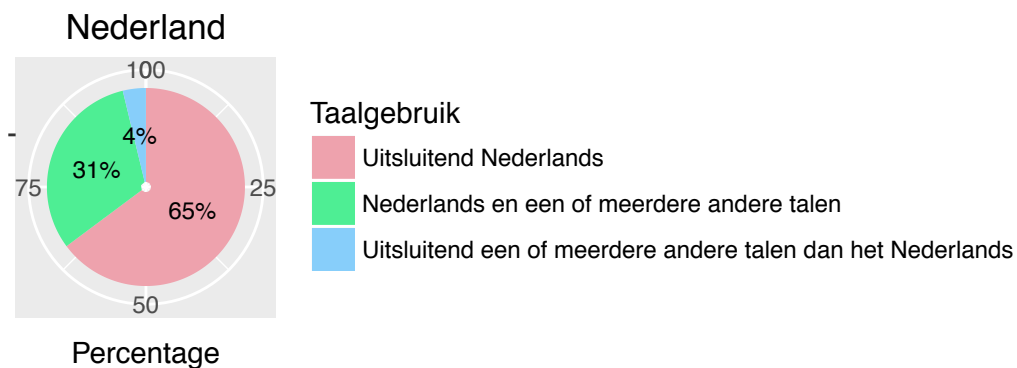 Nederland
100
0
4%
31%
75
25
65%
50
Percentage
Taalgebruik
Uitsluitend Nederlands
Nederlands en een of meerdere andere talen
Uitsluitend een of meerdere andere talen dan het Nederlands